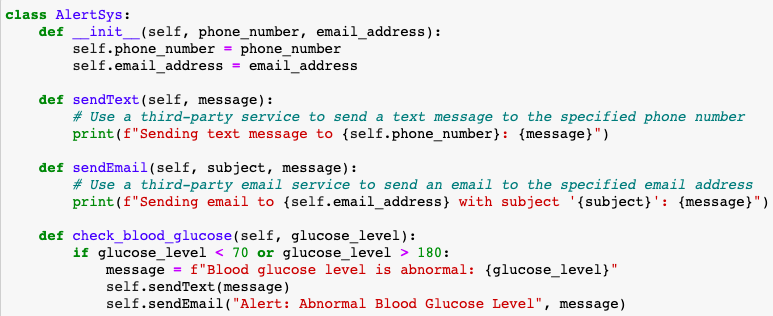 class AlertSys:
    def __init__(self, phone_number, email_address):
        self.phone_number = phone_number
        self.email_address = email_address

    def sendText(self, message):
        # Use a third-party service to send a text message to the specified phone number
        print(f"Sending text message to {self.phone_number}: {message}")

    def sendEmail(self, subject, message):
        # Use a third-party email service to send an email to the specified email address
        print(f"Sending email to {self.email_address} with subject '{subject}': {message}")

    def check_blood_glucose(self, glucose_level):
        if glucose_level < 70 or glucose_level > 180:
            message = f"Blood glucose level is abnormal: {glucose_level}"
            self.sendText(message)
            self.sendEmail("Alert: Abnormal Blood Glucose Level", message)